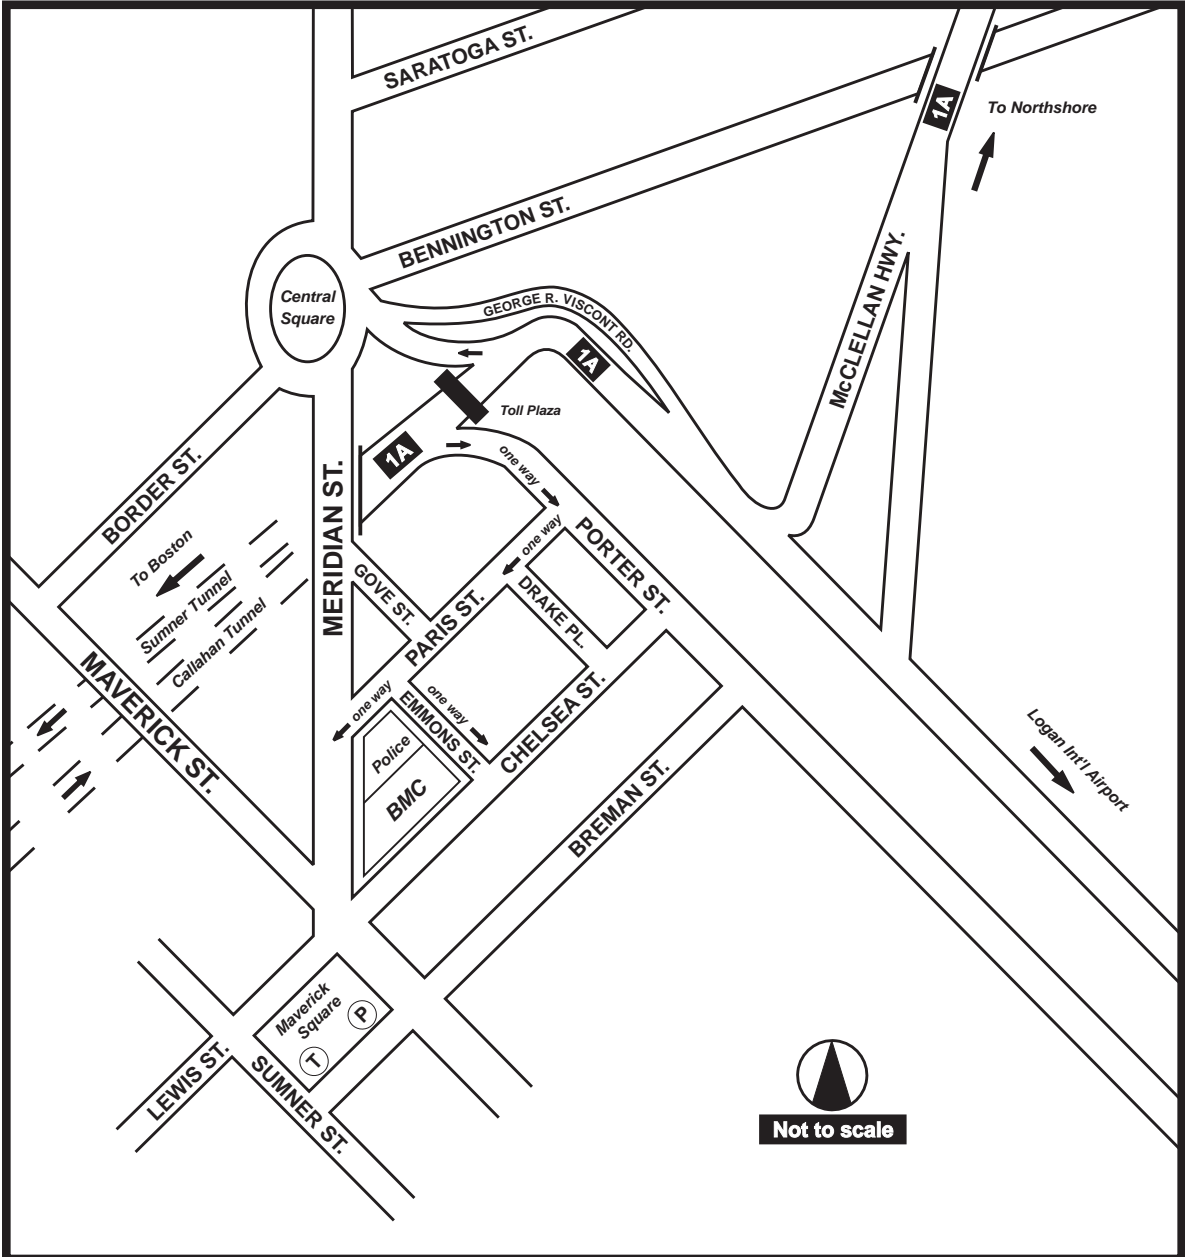 SARATOGA ST.
1A
To Northshore
BENNINGTON ST.
McCLELLAN HWY.
Central
Square
GEORGE R. VISCONT RD.
1A
Toll Plaza
1A
one way
BORDER ST.
MERIDIAN ST.
To Boston
Sumner Tunnel
Callahan Tunnel
one way
PORTER ST.
GOVE ST.
PARIS ST.
DRAKE PL.
MAVERICK ST.
one way
EMMONS ST.
one way
CHELSEA ST.
Police
BMC
BREMAN ST.
Logan Int'l Airport
Maverick
Square
P
T
LEWIS ST.
SUMNER ST.
Not to scale